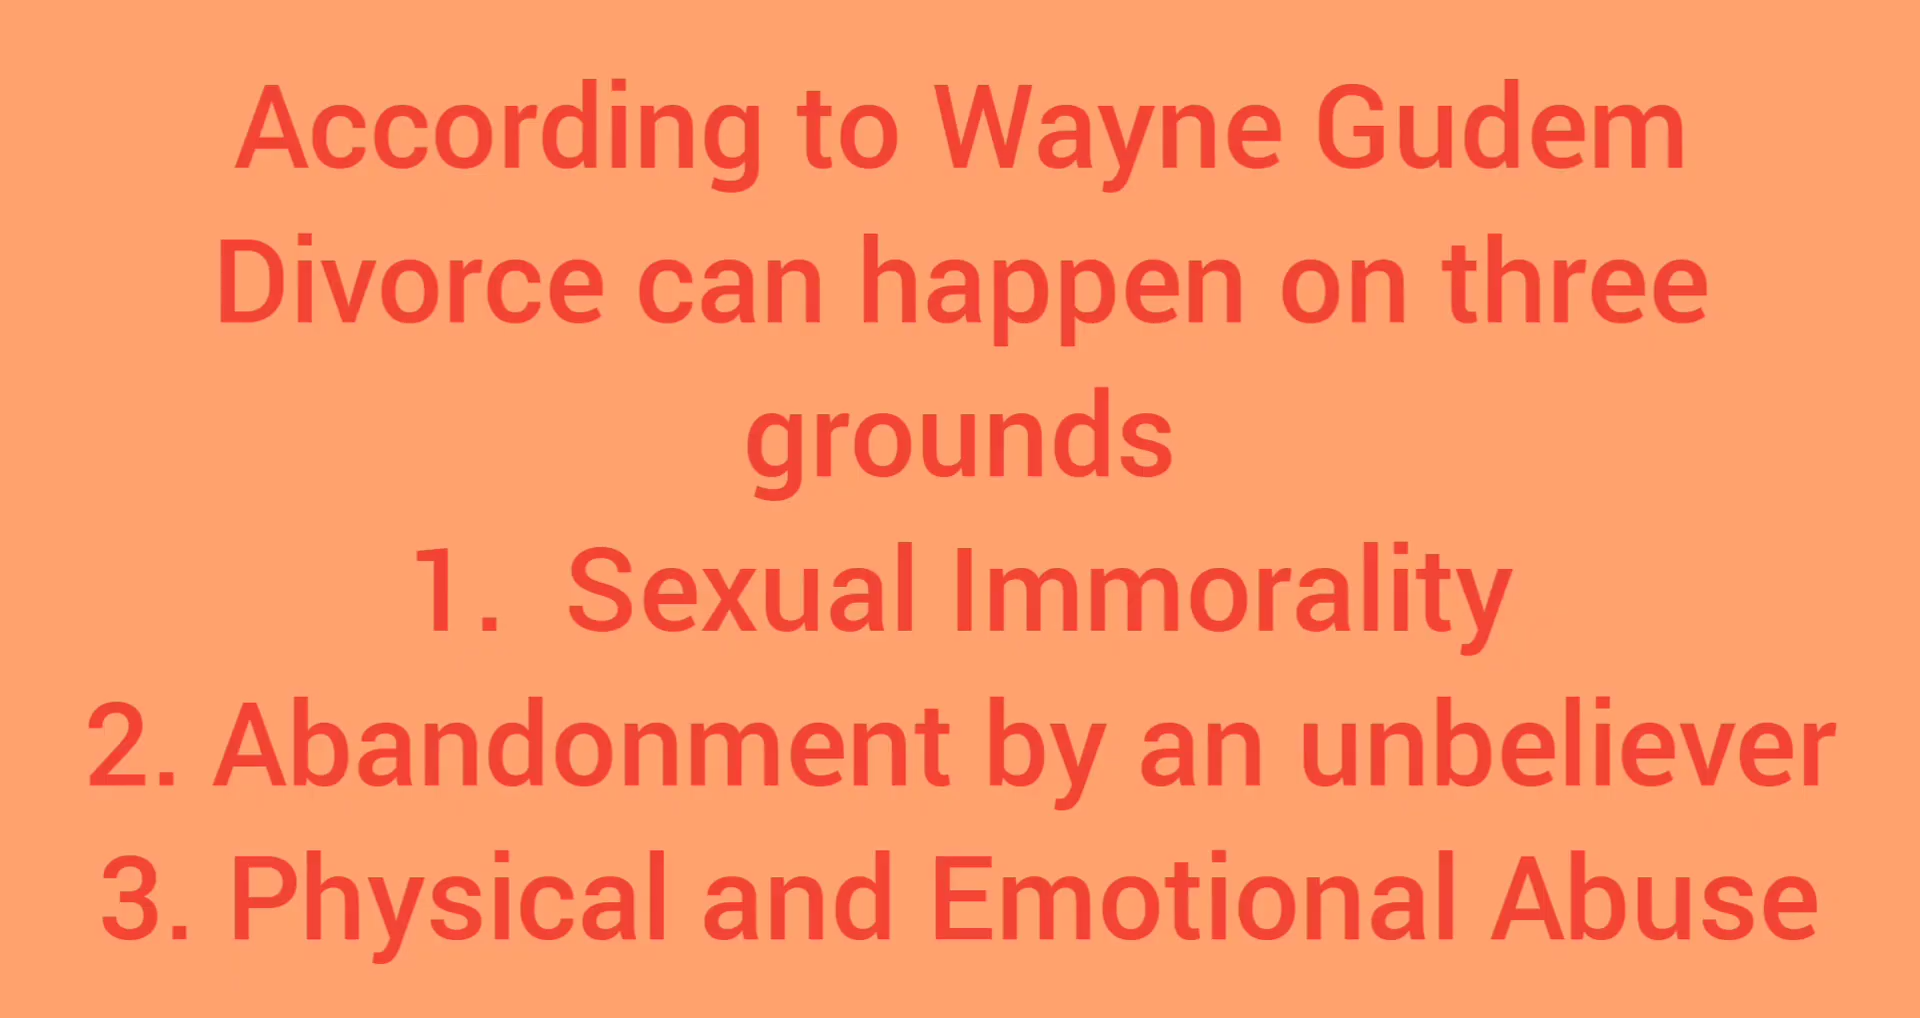 According to Wayne Gudem
Divorce can happen on three
grounds
1. Sexual Immorality
2. Abandonment by an unbeliever
3. Physical and Emotional Abuse